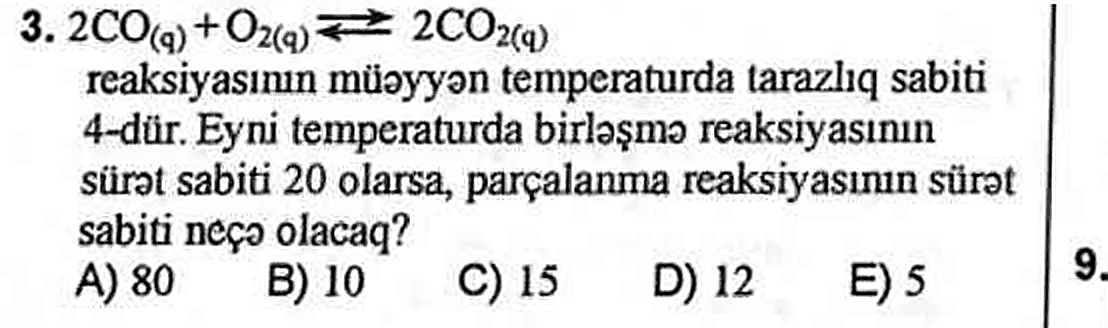 3. 2CO(q)+O2(q)⇄ 2CO2(q)
reaksiyasının müəyyən temperaturda tarazlıq sabiti
4-dür. Eyni temperaturda birləşmə reaksiyasının
sürət sabiti 20 olarsa, parçalanma reaksiyasının sürət
sabiti neçə olacaq?
A) 80 B) 10 C) 15 D) 12 E) 5
9.